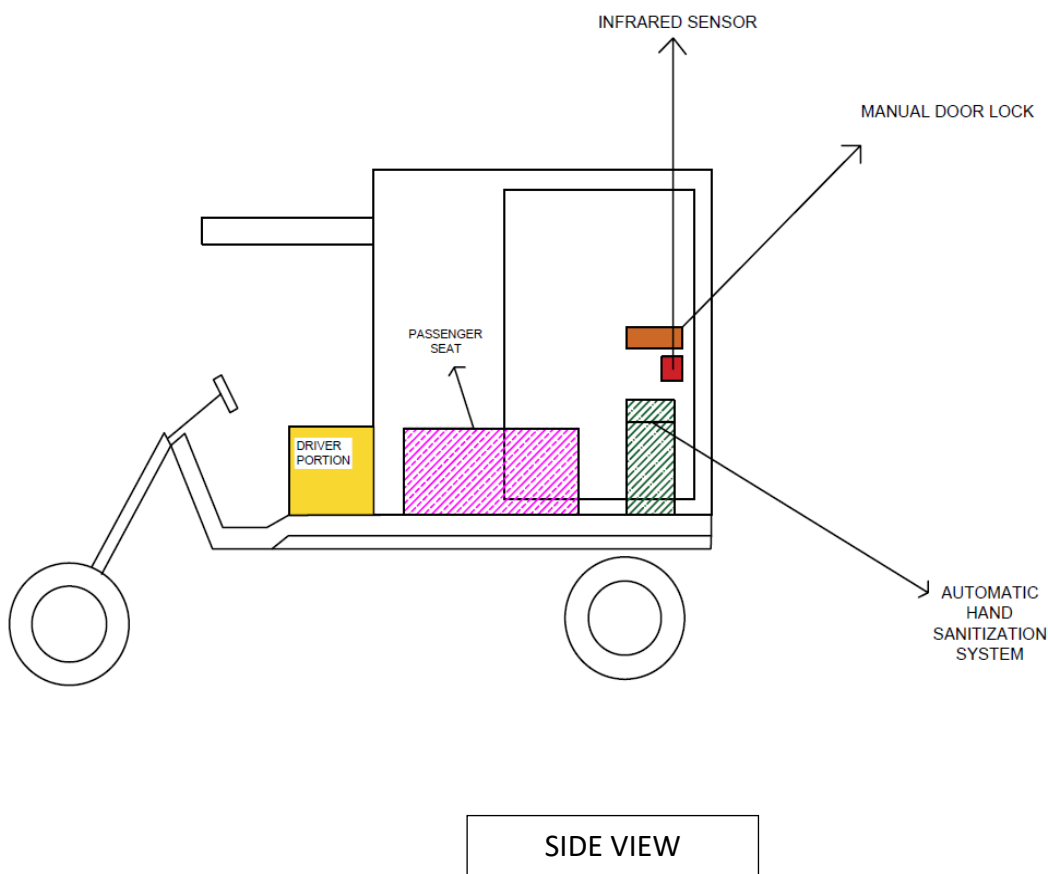 INFRARED SENSOR
MANUAL DOOR LOCK
PASSENGER
SEAT
DRIVER
PORTION
AUTOMATIC
HAND
SANITIZATION
SYSTEM
SIDE VIEW